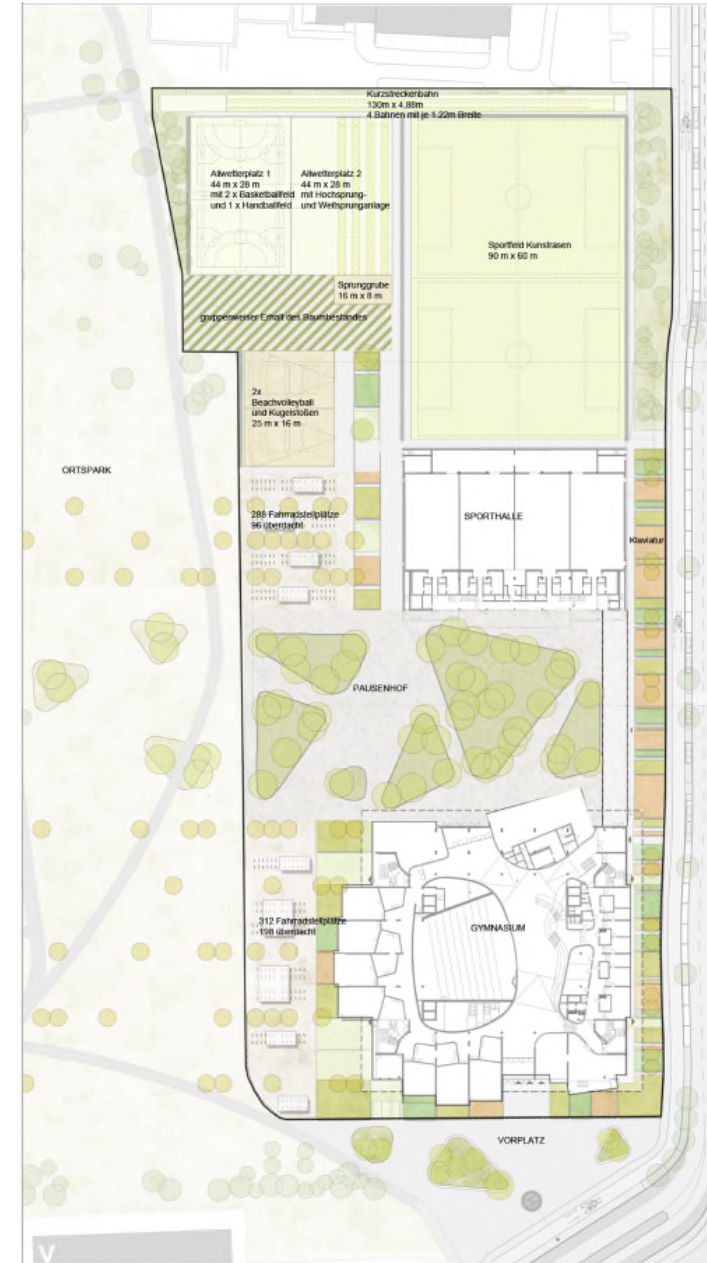 Kurzstreckenbahn
130m x 4,88m
4 Bahnen mit je 1.22m Breite
Allwetterplatz 1
44 m x 28 m
mit 2 x Basketballfeld
und 1 x Handballfeld
Allwetterplatz 2
44 m x 28 m
mit Hochsprung-
und Weitsprunganlage
Sportfeld Kunstrasen
90 m x 60 m
Sprunggrube
16 m x 8 m
gruppenweiser Erhalt des Baumbestandes
2x
Beachvolleyball
und Kugelstoßen
25 m x 16 m
ORTSPARK
288 Fahrradstellplätze
96 überdacht
SPORTHALLE
Klaviatur
PAUSENHOF
312 Fahrradstellplätze
198 überdacht
GYMNASIUM
VORPLATZ
V